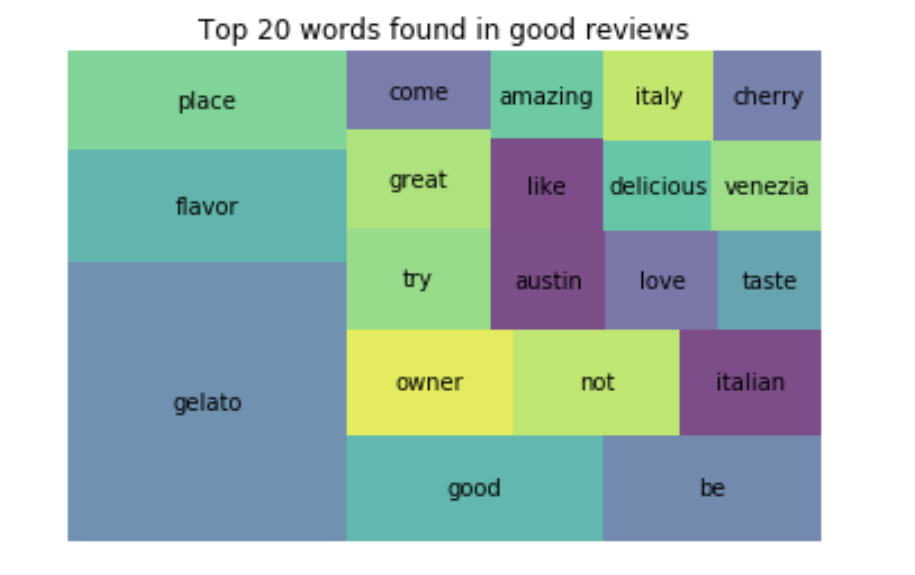 Top 20 words found in good reviews
place
come
amazing
italy
cherry
flavor
great
like
delicious
venezia
try
austin
love
taste
gelato
owner
not
italian
good
be